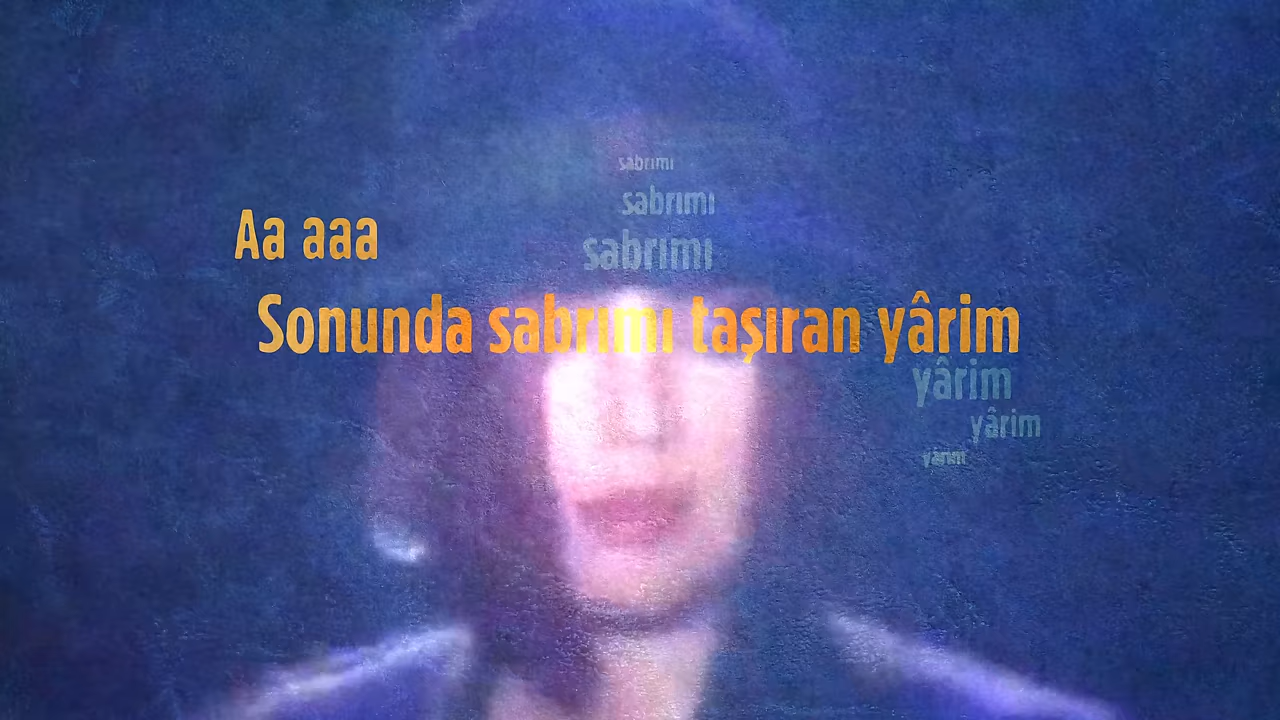 sabrımı
sabrımı
Aa aaa
sabrımı
Sonunda sabrımı taşıran yârim
yârim
yârim
yârim